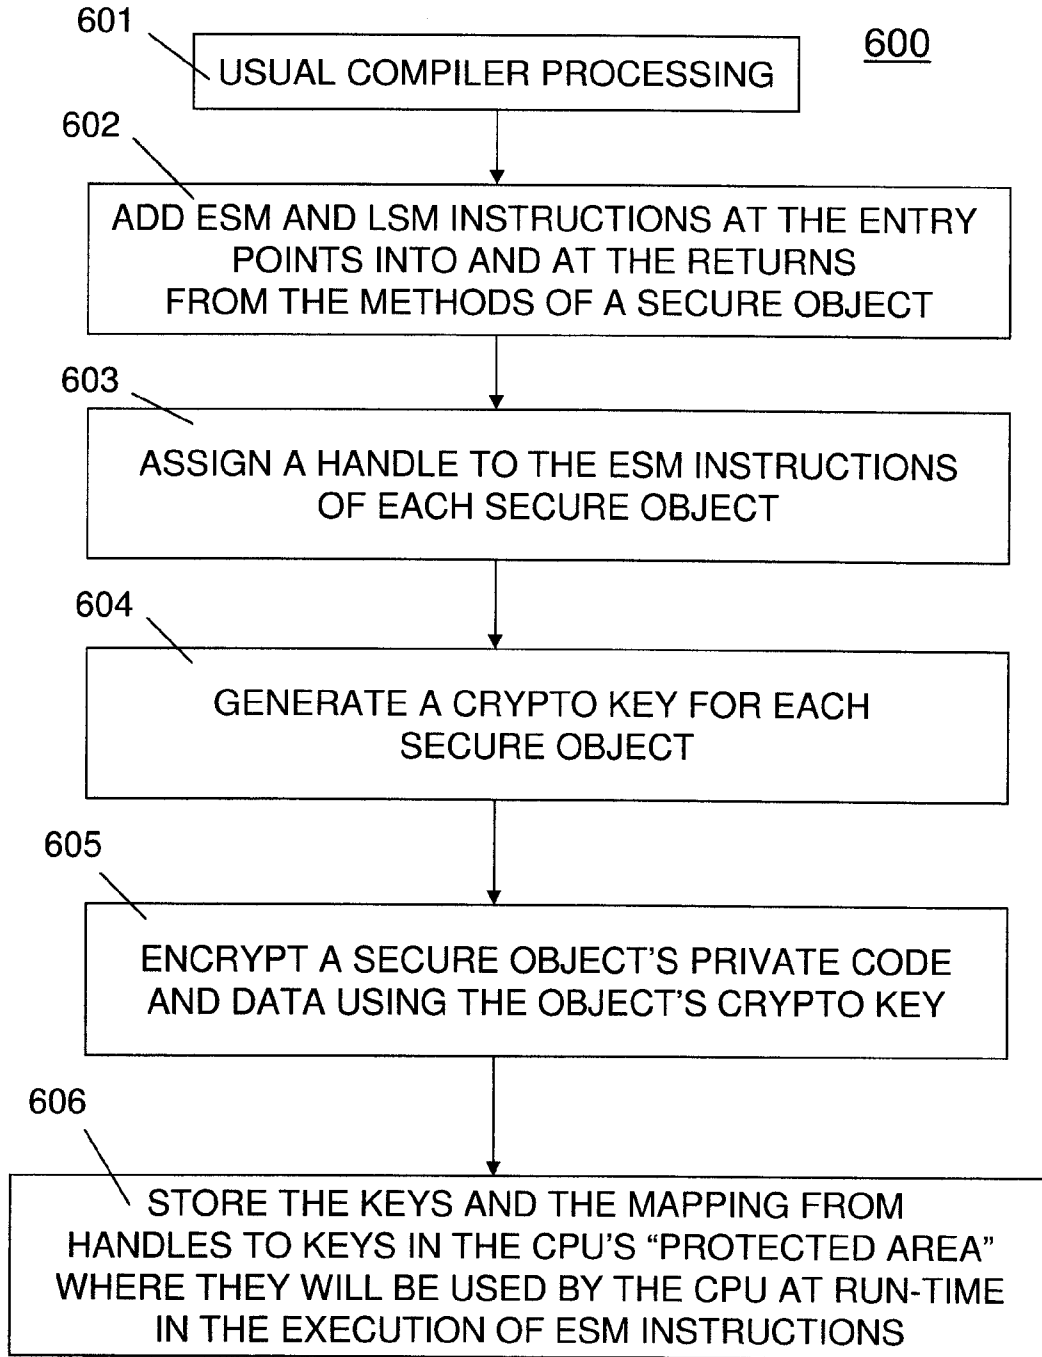 601
600
USUAL COMPILER PROCESSING
602
ADD ESM AND LSM INSTRUCTIONS AT THE ENTRY
POINTS INTO AND AT THE RETURNS
FROM THE METHODS OF A SECURE OBJECT
603
ASSIGN A HANDLE TO THE ESM INSTRUCTIONS
OF EACH SECURE OBJECT
604
GENERATE A CRYPTO KEY FOR EACH
SECURE OBJECT
605
ENCRYPT A SECURE OBJECT'S PRIVATE CODE
AND DATA USING THE OBJECT'S CRYPTO KEY
606
STORE THE KEYS AND THE MAPPING FROM
HANDLES TO KEYS IN THE CPU'S “PROTECTED AREA”
WHERE THEY WILL BE USED BY THE CPU AT RUN-TIME
IN THE EXECUTION OF ESM INSTRUCTIONS